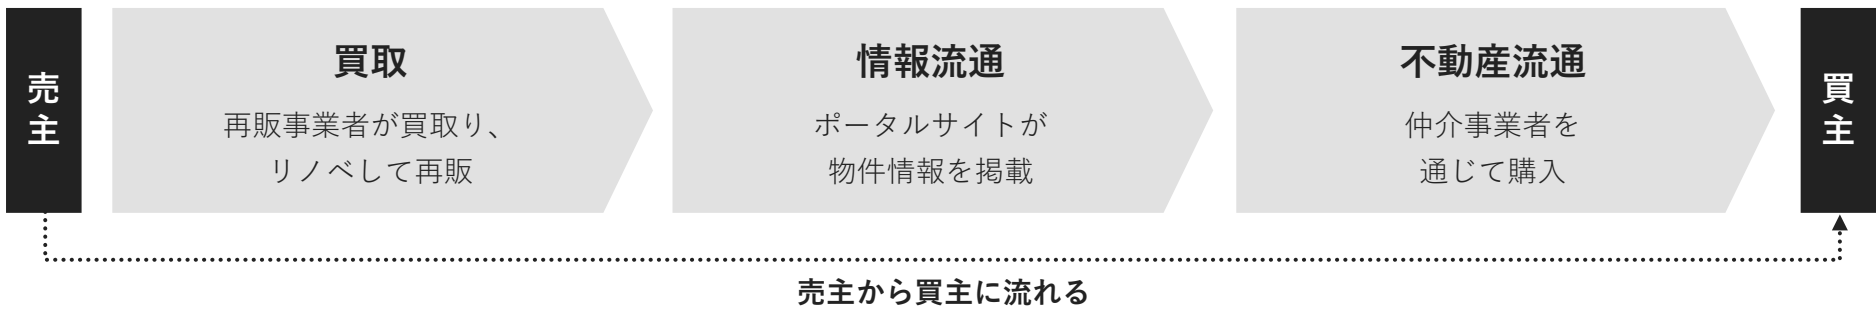 売主
買取
再販事業者が買取り、
リノベして再販
情報流通
ポータルサイトが
物件情報を掲載
不動産流通
仲介事業者を
通じて購入
買主
売主から買主に流れる